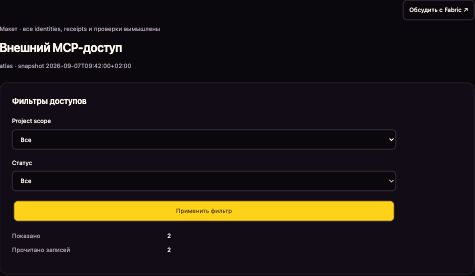 Обсудить с Fabric ↗
Макет · все identities, receipts и проверки вымышлены
Внешний MCP-доступ
atlas · snapshot 2026-09-07T09:42:00+02:00
Фильтры доступов
Project scope
Все
Статус
Все
Применить фильтр
Показано 2
Прочитано записей 2